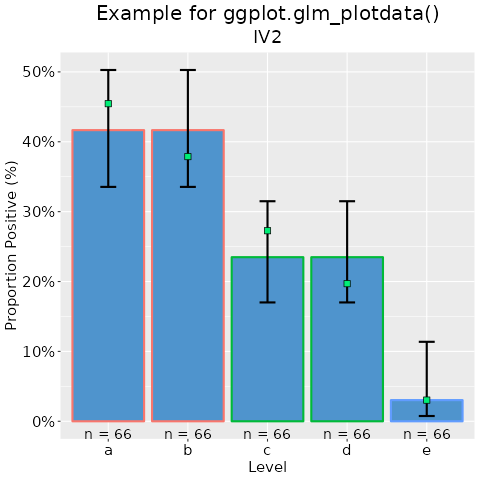 Example for ggplot.glm_plotdata()
IV2
Proportion Positive (%)
50%
40%
30%
20%
10%
0%
n = 66 n = 66 n = 66 n = 66 n = 66
a b c d e
Level